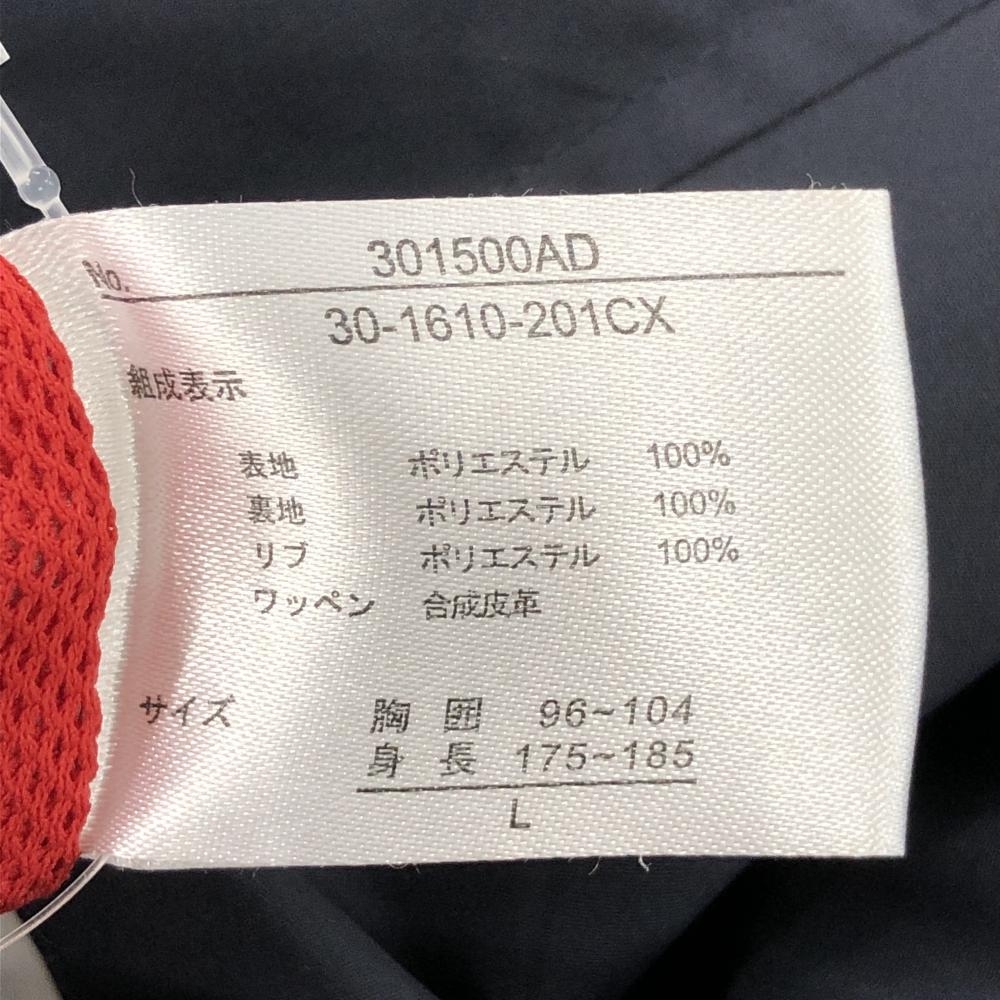 No. 301500AD
30-1610-201CX
組成表示
表地 ポリエステル 100%
裏地 ポリエステル 100%
リブ ポリエステル 100%
ワッペン 合成皮革
サイズ 胸囲 96~104
身長 175~185
L